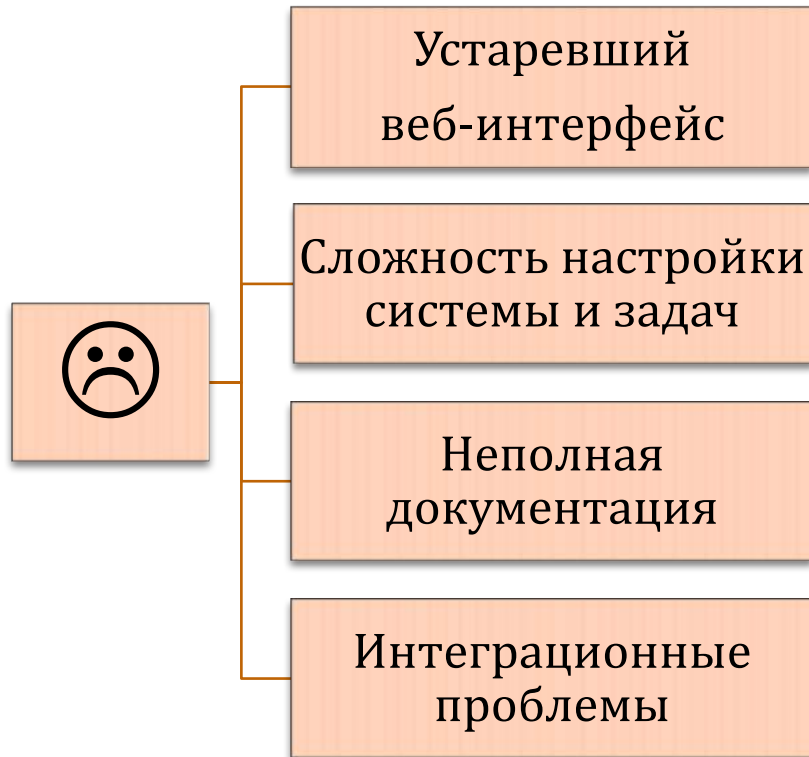 Устаревший
веб-интерфейс
Сложность настройки
системы и задач
Неполная
документация
Интеграционные
проблемы